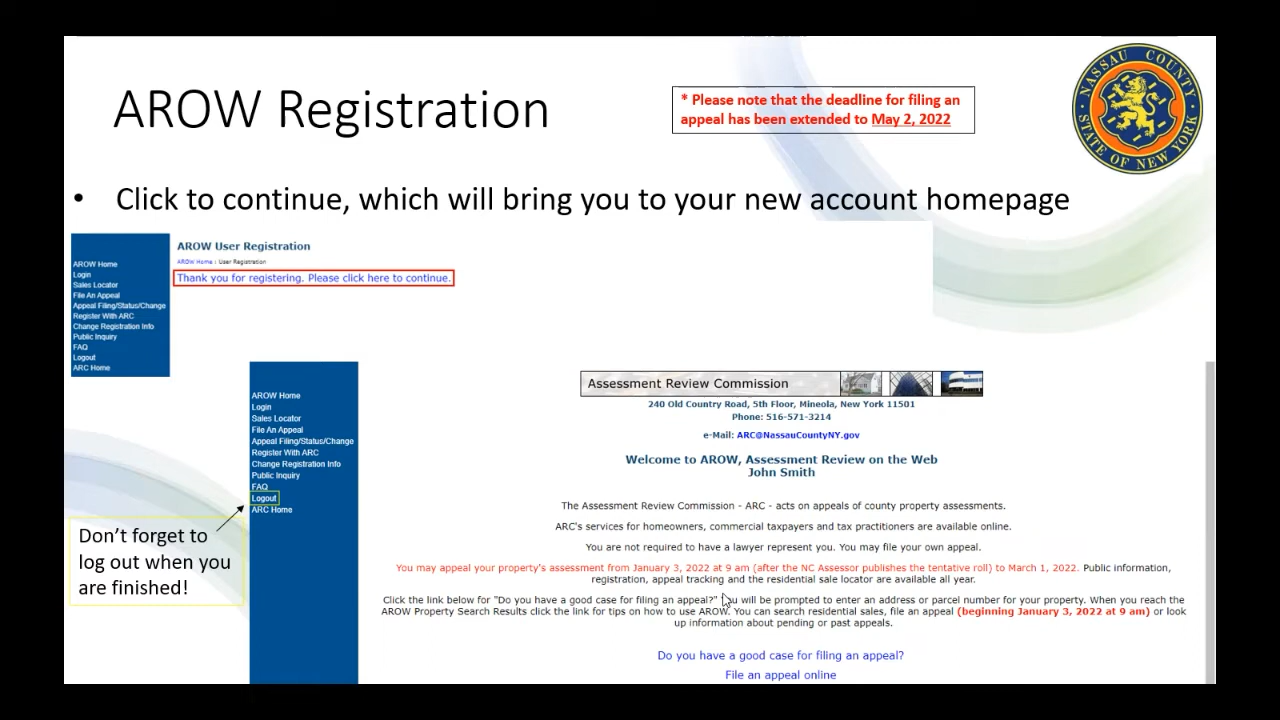 AROW Registration
* Please note that the deadline for filing an
appeal has been extended to May 2, 2022
NASSAU COUNTY
STATE OF NEW YORK
• Click to continue, which will bring you to your new account homepage
AROW Home
Login
Sales Locator
File An Appeal
Appeal Filing/Status/Change
Register With ARC
Change Registration Info
Public Inquiry
FAQ
Logout
ARC Home
AROW User Registration
AROW Home : User Registration
Thank you for registering. Please click here to continue.
AROW Home
Login
Sales Locator
File An Appeal
Appeal Filing/Status/Change
Register With ARC
Change Registration Info
Public Inquiry
FAQ
Logout
ARC Home
Don't forget to
log out when you
are finished!
Assessment Review Commission
240 Old Country Road, 5th Floor, Mineola, New York 11501
Phone: 516-571-3214
e-Mail: ARC@NassauCountyNY.gov
Welcome to AROW, Assessment Review on the Web
John Smith
The Assessment Review Commission - ARC - acts on appeals of county property assessments.
ARC's services for homeowners, commercial taxpayers and tax practitioners are available online.
You are not required to have a lawyer represent you. You may file your own appeal.
You may appeal your property's assessment from January 3, 2022 at 9 am (after the NC Assessor publishes the tentative roll) to March 1, 2022. Public information,
registration, appeal tracking and the residential sale locator are available all year.
Click the link below for "Do you have a good case for filing an appeal?" You will be prompted to enter an address or parcel number for your property. When you reach the
AROW Property Search Results click the link for tips on how to use AROW. You can search residential sales, file an appeal (beginning January 3, 2022 at 9 am) or look
up information about pending or past appeals.
Do you have a good case for filing an appeal?
File an appeal online